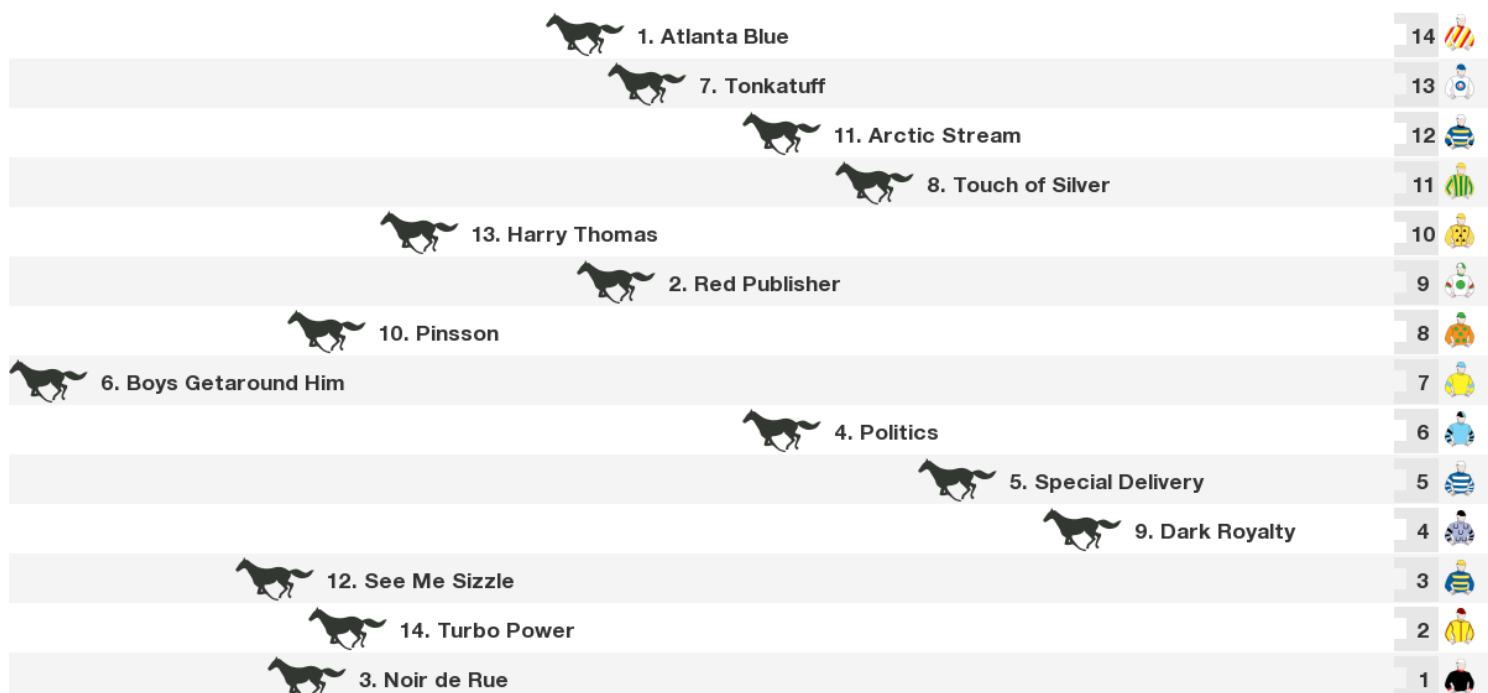 1. Atlanta Blue 14
7. Tonkatuff 13
11. Arctic Stream 12
8. Touch of Silver 11
13. Harry Thomas 10
2. Red Publisher 9
10. Pinsson 8
6. Boys Getaround Him 7
4. Politics 6
5. Special Delivery 5
9. Dark Royalty 4
12. See Me Sizzle 3
14. Turbo Power 2
3. Noir de Rue 1